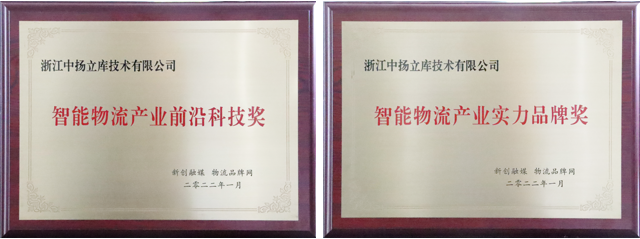 浙江中扬立库技术有限公司
智能物流产业前沿科技奖
新创融媒 物流品牌网
二零二二年一月
浙江中扬立库技术有限公司
智能物流产业实力品牌奖
新创融媒 物流品牌网
二零二二年一月